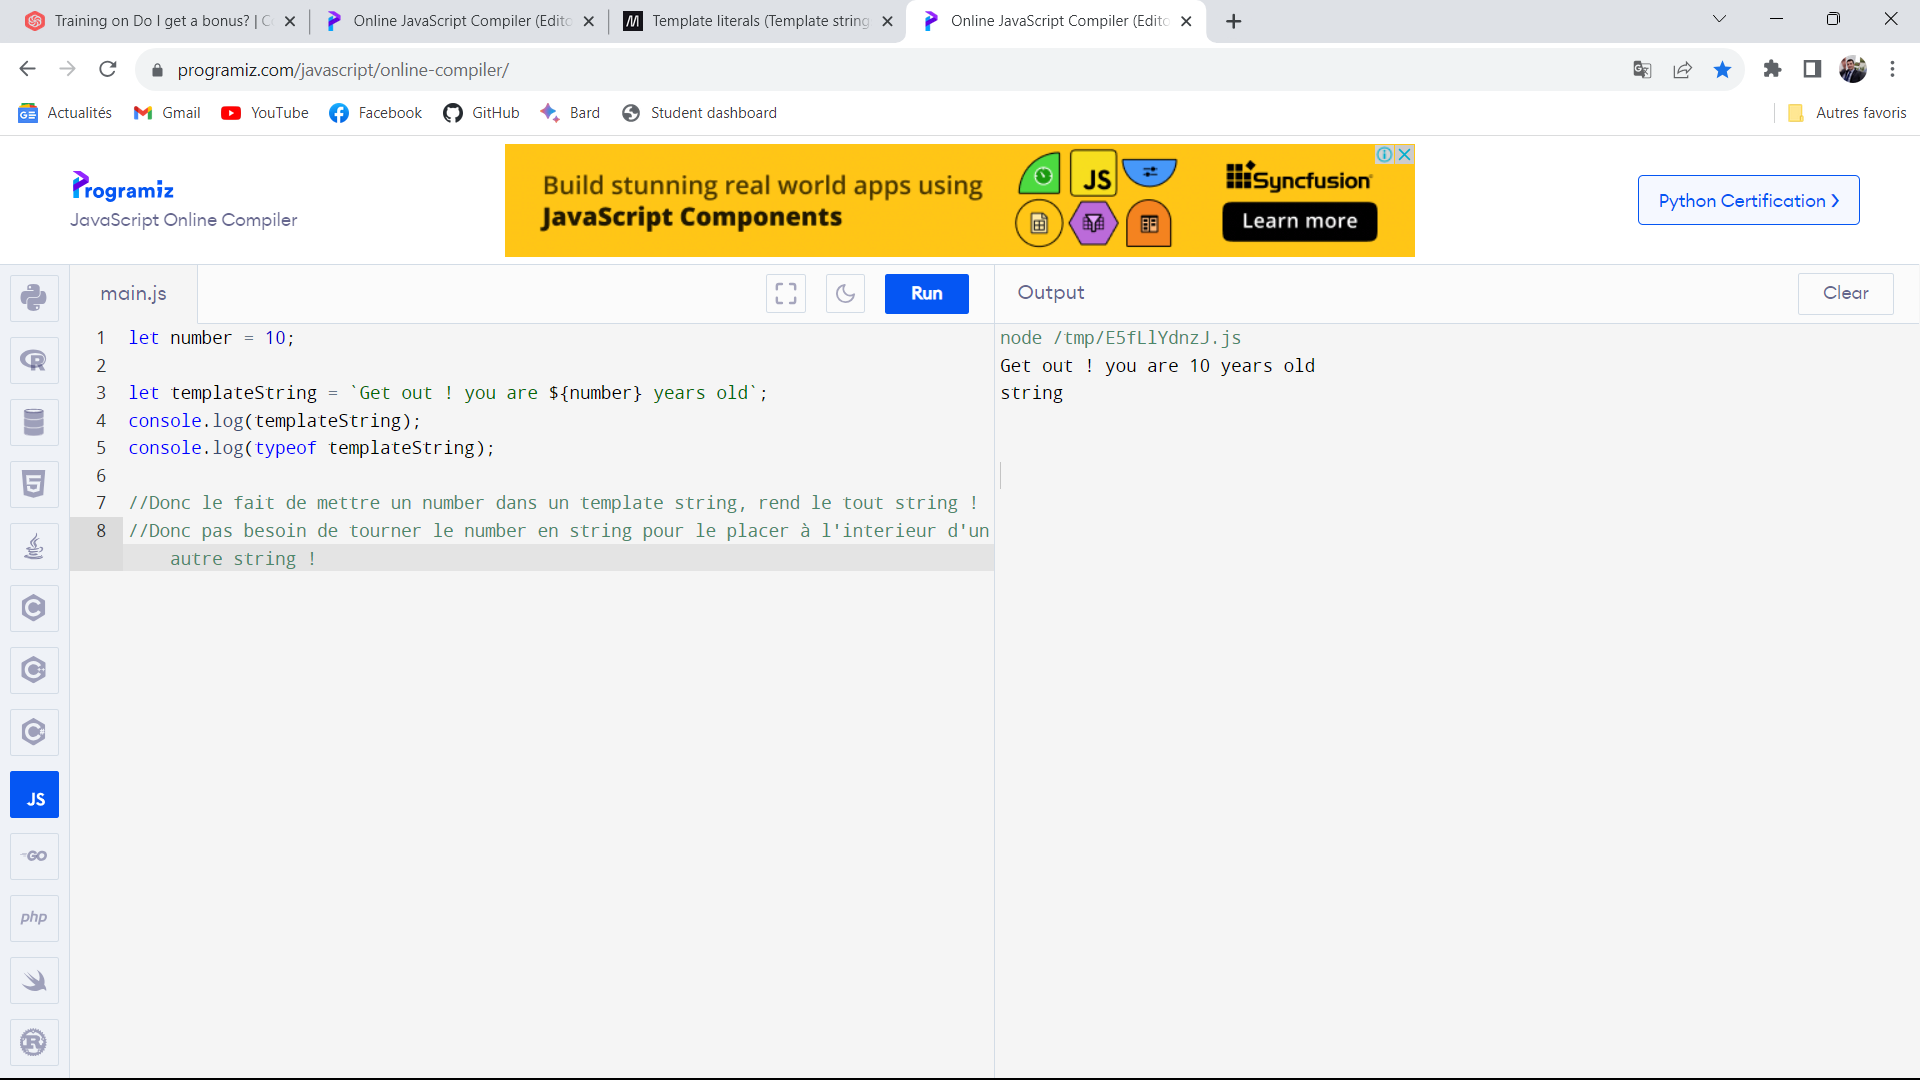 Training on Do I get a bonus? | C
Online JavaScript Compiler (Edito
Template literals (Template string
Online JavaScript Compiler (Edito
programiz.com/javascript/online-compiler/
Actualités
Gmail
YouTube
Facebook
GitHub
Bard
Student dashboard
Autres favoris
Programiz
JavaScript Online Compiler
Build stunning real world apps using
JavaScript Components
JS
Syncfusion
Learn more
Python Certification >
main.js
Run
Output
Clear
1 let number = 10;
2
3 let templateString = `Get out ! you are ${number} years old`;
4 console.log(templateString);
5 console.log(typeof templateString);
6
7 //Donc le fait de mettre un number dans un template string, rend le tout string !
8 //Donc pas besoin de tourner le number en string pour le placer à l'interieur d'un
autre string !
node /tmp/E5fLlYdnzJ.js
Get out ! you are 10 years old
string
JS
GO
php